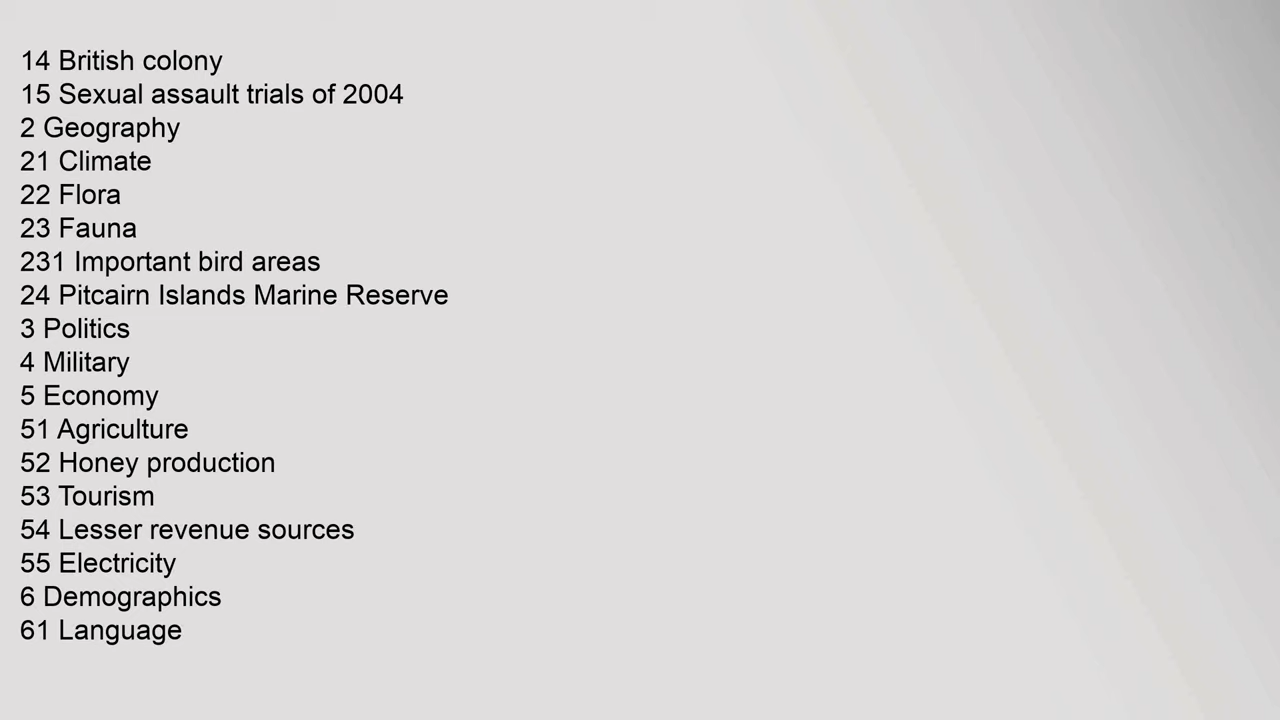 14 British colony
15 Sexual assault trials of 2004
2 Geography
21 Climate
22 Flora
23 Fauna
231 Important bird areas
24 Pitcairn Islands Marine Reserve
3 Politics
4 Military
5 Economy
51 Agriculture
52 Honey production
53 Tourism
54 Lesser revenue sources
55 Electricity
6 Demographics
61 Language